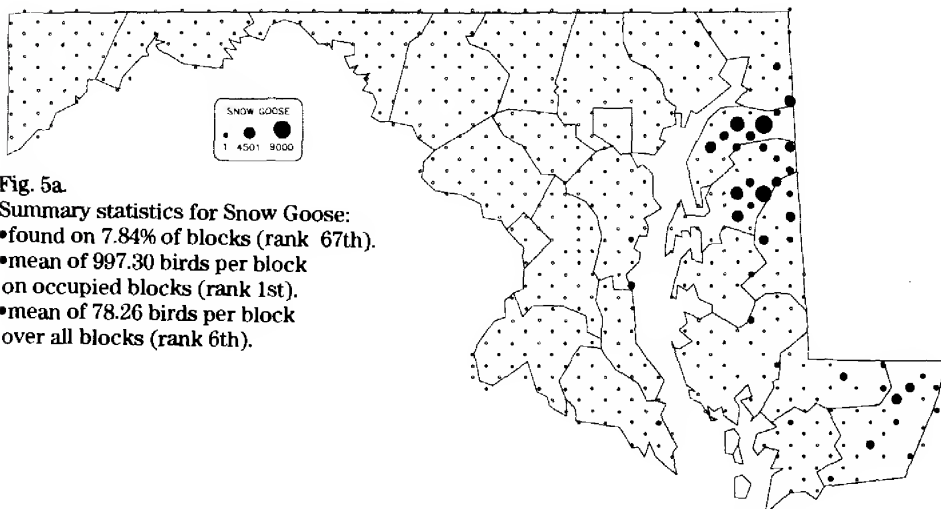 SNOW GOOSE
1 4501 9000
Fig. 5a.
Summary statistics for Snow Goose:
•found on 7.84% of blocks (rank 67th).
•mean of 997.30 birds per block
on occupied blocks (rank 1st).
•mean of 78.26 birds per block
over all blocks (rank 6th).